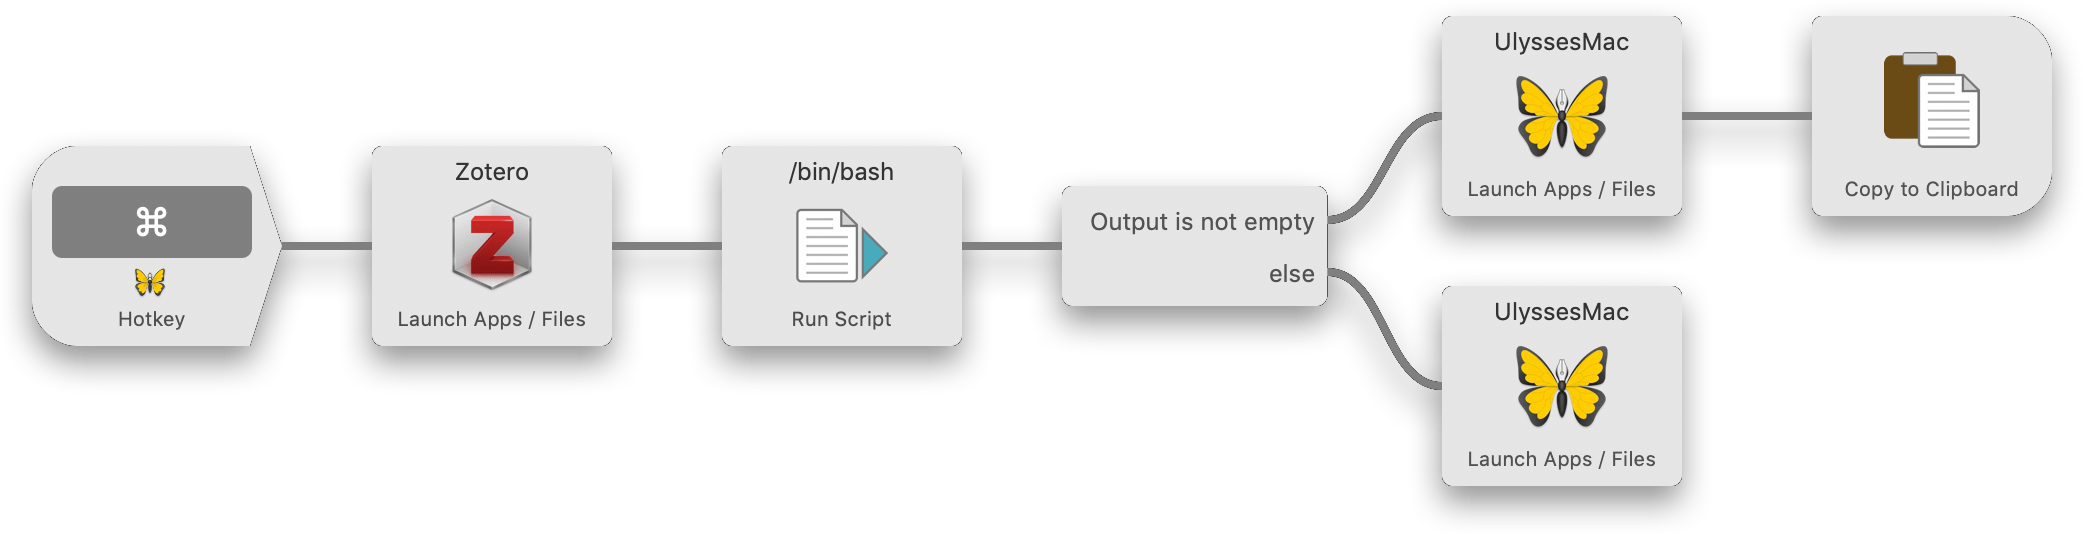 ⌘
Hotkey
Zotero
Launch Apps / Files
/bin/bash
Run Script
Output is not empty
else
UlyssesMac
Launch Apps / Files
Copy to Clipboard
UlyssesMac
Launch Apps / Files